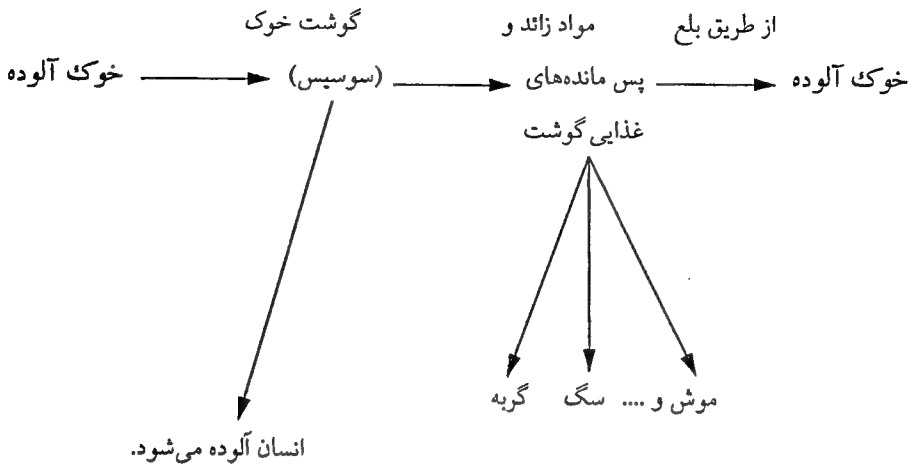 گوشت خوک
مواد زائد و
از طریق بلع
خوک آلوده
(سوسیس)
پس مانده‌های
خوک آلوده
غذایی گوشت
گربه
سگ
موش و ....
انسان آلوده می‌شود.